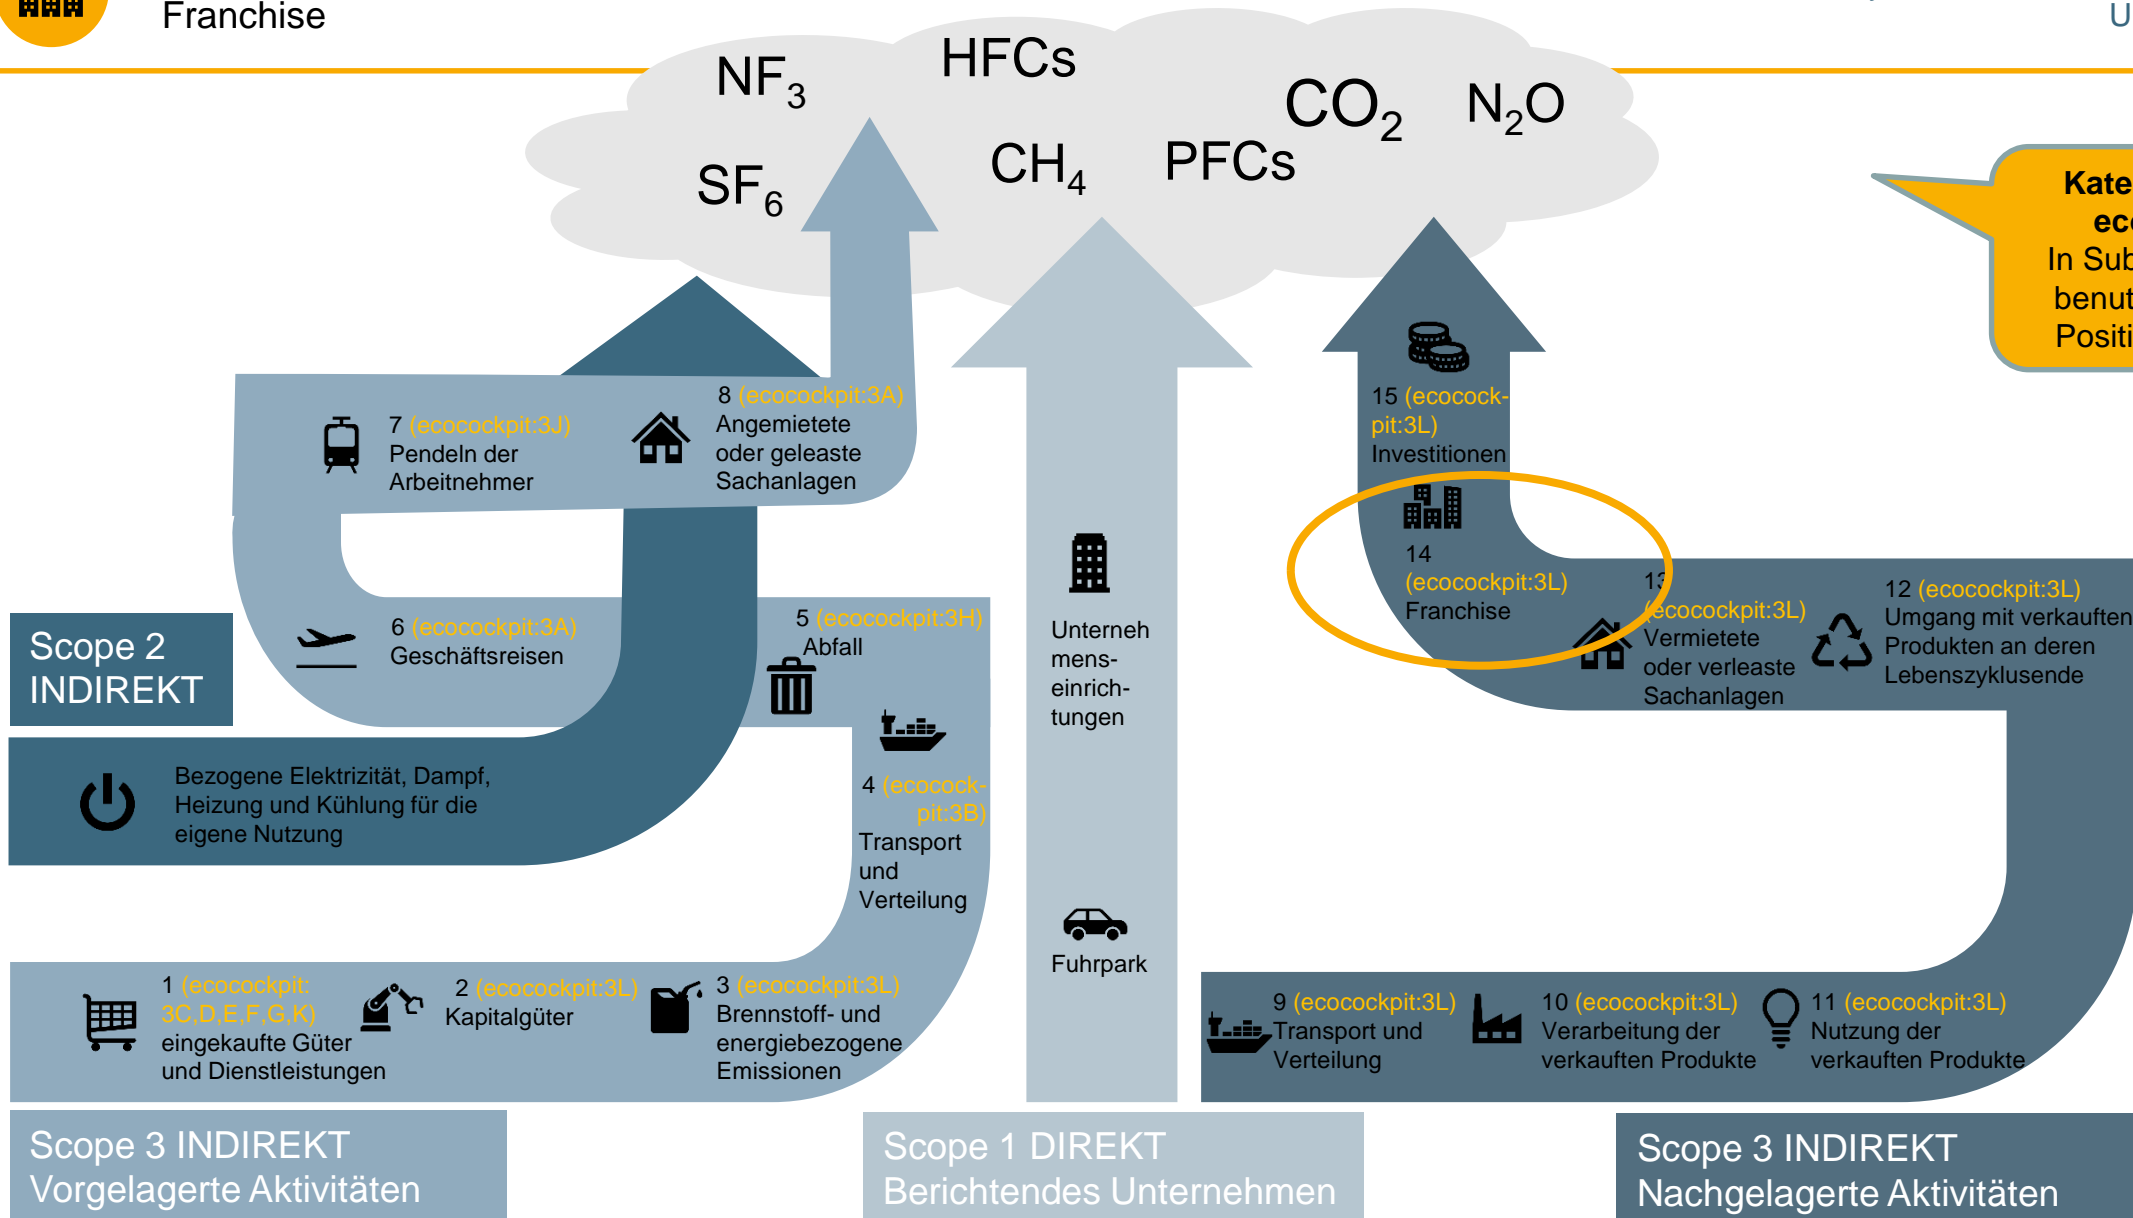 Franchise
U
NF3
HFCs
CO2
N2O
SF6
CH4
PFCs
In Sub
benut
Positi
15 (ecocock-
pit:3L)
Investitionen
7 (ecocockpit:3J)
Pendeln der
Arbeitnehmer
8 (ecocockpit:3A)
Angemietete
oder geleaste
Sachanlagen
14
(ecocockpit:3L)
Franchise
13
(ecocockpit:3L)
Vermietete
oder verleaste
Sachanlagen
12 (ecocockpit:3L)
Umgang mit verkauften
Produkten an deren
Lebenszyklusende
Scope 2
INDIREKT
6 (ecocockpit:3A)
Geschäftsreisen
5 (ecocockpit:3H)
Abfall
Unterneh
mens-
einrich-
tungen
Bezogene Elektrizität, Dampf,
Heizung und Kühlung für die
eigene Nutzung
4 (ecocock-
pit:3B)
Transport
und
Verteilung
Fuhrpark
1 (ecocockpit:
3C,D,E,F,G,K)
eingekaufte Güter
und Dienstleistungen
2 (ecocockpit:3L)
Kapitalgüter
3 (ecocockpit:3L)
Brennstoff- und
energiebezogene
Emissionen
9 (ecocockpit:3L)
Transport und
Verteilung
10 (ecocockpit:3L)
Verarbeitung der
verkauften Produkte
11 (ecocockpit:3L)
Nutzung der
verkauften Produkte
Scope 3 INDIREKT
Vorgelagerte Aktivitäten
Scope 1 DIREKT
Berichtendes Unternehmen
Scope 3 INDIREKT
Nachgelagerte Aktivitäten